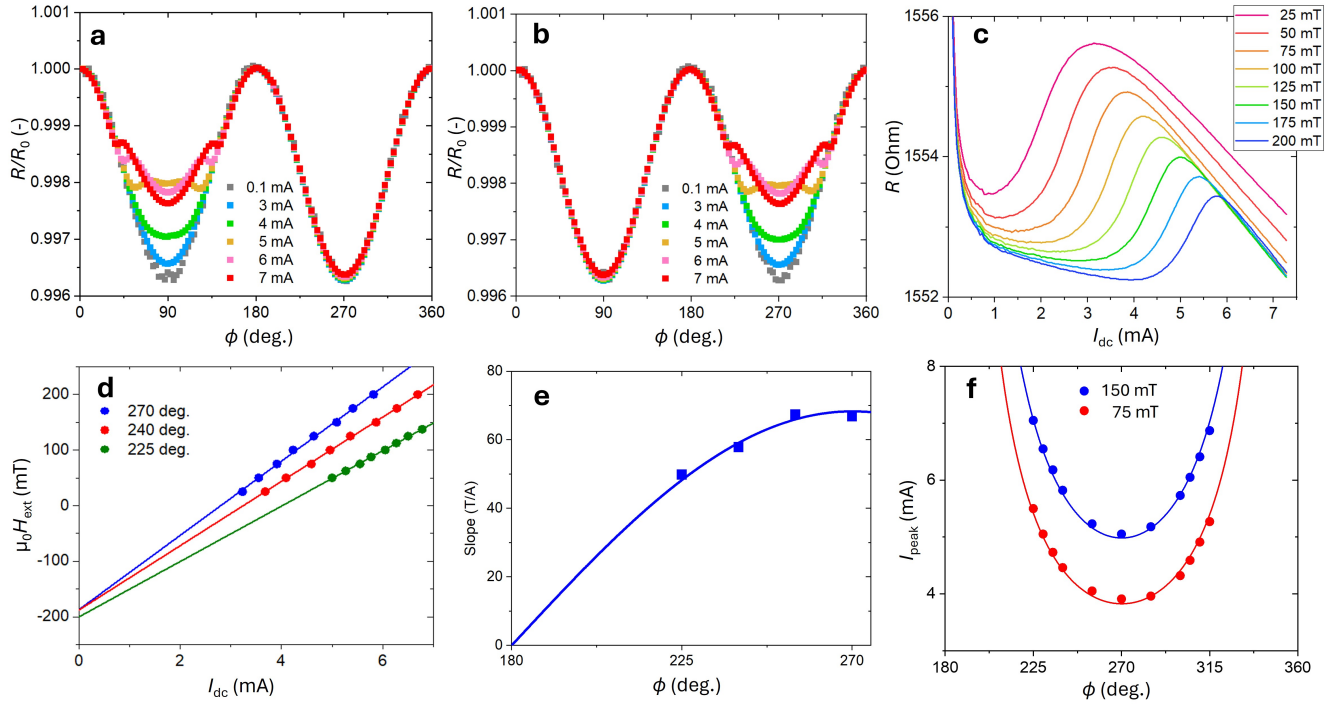 a
1.001
1.000
0.999
0.998
0.997
0.996
R/R0 (-)
0.1 mA
3 mA
4 mA
5 mA
6 mA
7 mA
0 90 180 270 360
ϕ (deg.)
b
1.001
1.000
0.999
0.998
0.997
0.996
R/R0 (-)
0.1 mA
3 mA
4 mA
5 mA
6 mA
7 mA
0 90 180 270 360
ϕ (deg.)
c
1556
1554
1552
R (Ohm)
25 mT
50 mT
75 mT
100 mT
125 mT
150 mT
175 mT
200 mT
0 1 2 3 4 5 6 7
Idc (mA)
d
200
100
0
-100
-200
μ0Hext (mT)
270 deg.
240 deg.
225 deg.
0 2 4 6
Idc (mA)
e
80
60
40
20
0
Slope (T/A)
180 225 270
ϕ (deg.)
f
8
6
4
Ipeak (mA)
150 mT
75 mT
180 225 270 315 360
ϕ (deg.)